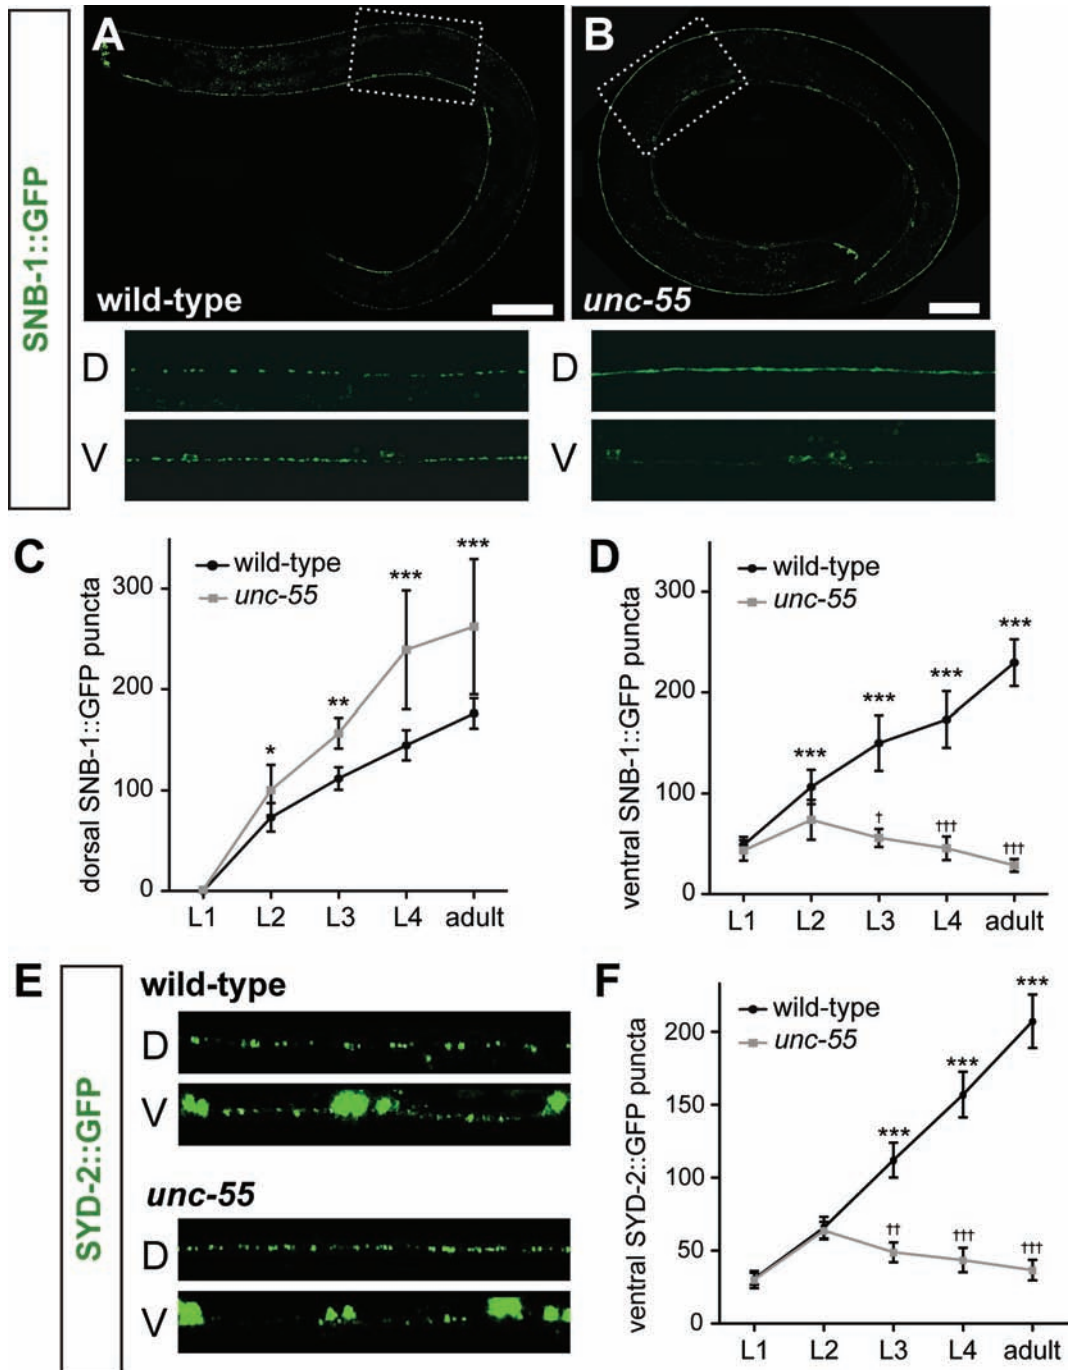 SNB-1::GFP
A
wild-type
B
unc-55
D
V
D
V
C
dorsal SNB-1::GFP puncta
wild-type
unc-55
300
200
100
0
*
**
***
***
L1 L2 L3 L4 adult
D
ventral SNB-1::GFP puncta
wild-type
unc-55
300
200
100
0
***
***
***
***
†
†††
†††
L1 L2 L3 L4 adult
E
SYD-2::GFP
wild-type
D
V
unc-55
D
V
F
ventral SYD-2::GFP puncta
wild-type
unc-55
200
150
100
50
0
***
***
***
††
†††
†††
L1 L2 L3 L4 adult